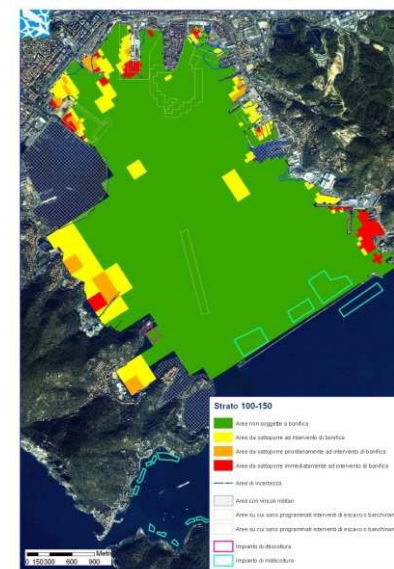 Strato 100-150
Aree non soggette a bonifica
Aree da sottoporre ad intervento di bonifica
Aree da sottoporre prioritariamente ad intervento di bonifica
Aree da sottoporre immediatamente ad intervento di bonifica
Aree di incertezza
Aree con vincoli militari
Aree su cui sono programmati interventi di escavo o banchinam
Aree su cui sono programmati interventi di escavo o banchinam
Impianto di itticoltura
Impianto di mitilicoltura
0 150300 600 900
Metri